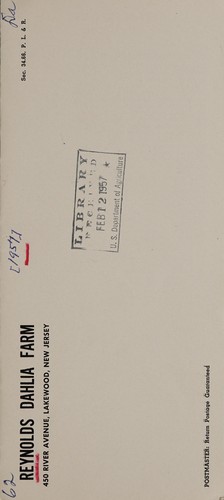 62
REYNOLDS DAHLIA FARM
450 RIVER AVENUE, LAKEWOOD, NEW JERSEY
[1957]
LIBRARY
RECEIVED
FEB 12 1957 ★
U. S. Department of Agriculture
Sec. 34.66, P. L. & R.
POSTMASTER: Return Postage Guaranteed